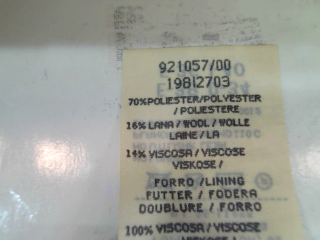 921057/00
19812703
70%POLIESTER/POLYESTER
/ POLIESTERE
16% LANA / WOOL / WOLLE
LAINE / LA
14% VISCOSA / VISCOSE
VISKOSE /
FORRO /LINING
FUTTER / FODERA
DOUBLURE / FORRO
100% VISCOSA / VISCOSE